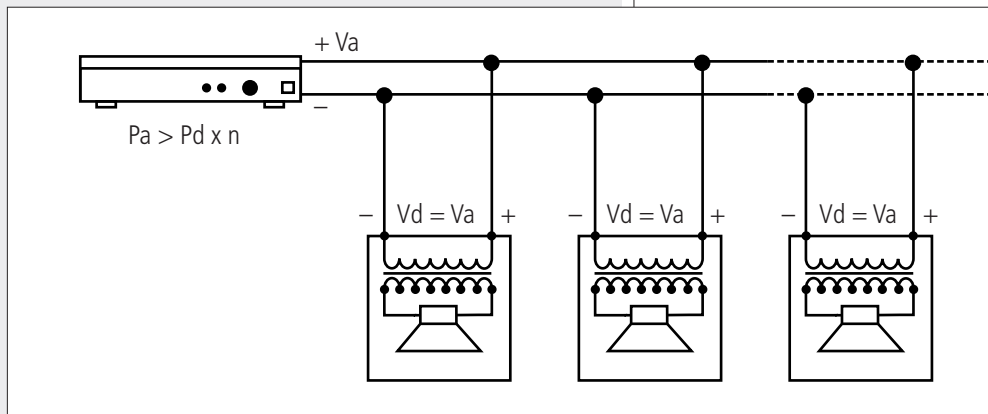 + Va
–
Pa > Pd x n
– Vd = Va +
– Vd = Va +
– Vd = Va +